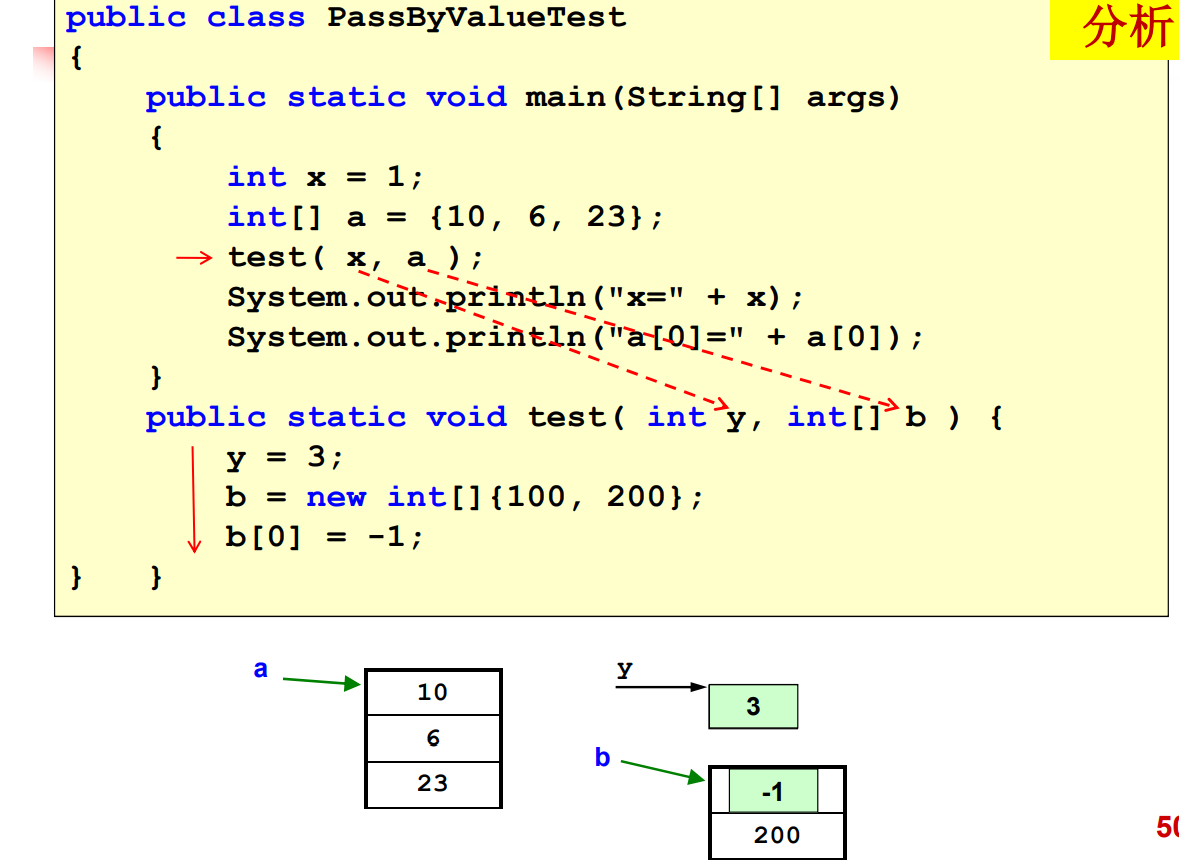 public class PassByValueTest
分析
{
public static void main(String[] args)
{
int x = 1;
int[] a = {10, 6, 23};
test( x, a );
System.out.println("x=" + x);
System.out.println("a[0]=" + a[0]);
}
public static void test( int y, int[] b ) {
y = 3;
b = new int[]{100, 200};
b[0] = -1;
} }
a
10
6
23
y
3
b
-1
200